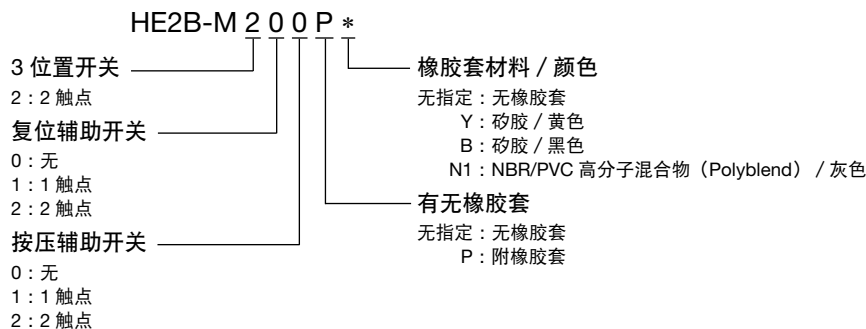 HE2B-M 2 0 0 P *
3 位置开关
2：2 触点
复位辅助开关
0：无
1：1 触点
2：2 触点
按压辅助开关
0：无
1：1 触点
2：2 触点
橡胶套材料 / 颜色
无指定：无橡胶套
Y：矽胶 / 黄色
B：矽胶 / 黑色
N1：NBR/PVC 高分子混合物（Polyblend） / 灰色
有无橡胶套
无指定：无橡胶套
P：附橡胶套